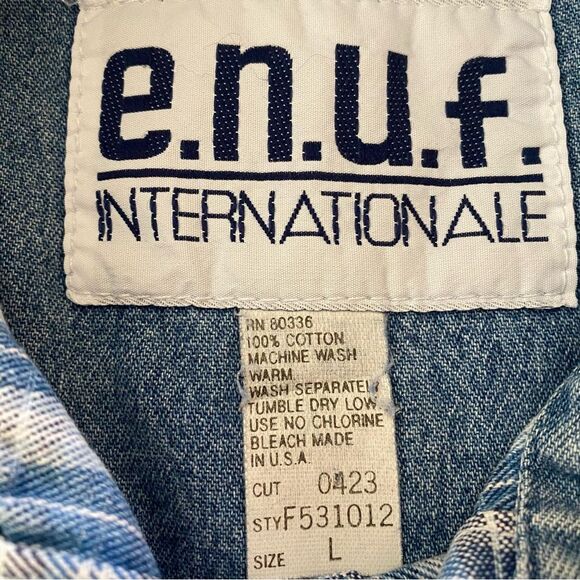 e.n.u.f.
INTERNATIONALE
RN 80336
100% COTTON
MACHINE WASH
WARM
WASH SEPARATELY
TUMBLE DRY LOW
USE NO CHLORINE
BLEACH MADE
IN U.S.A.
CUT 0423
STY F531012
SIZE L